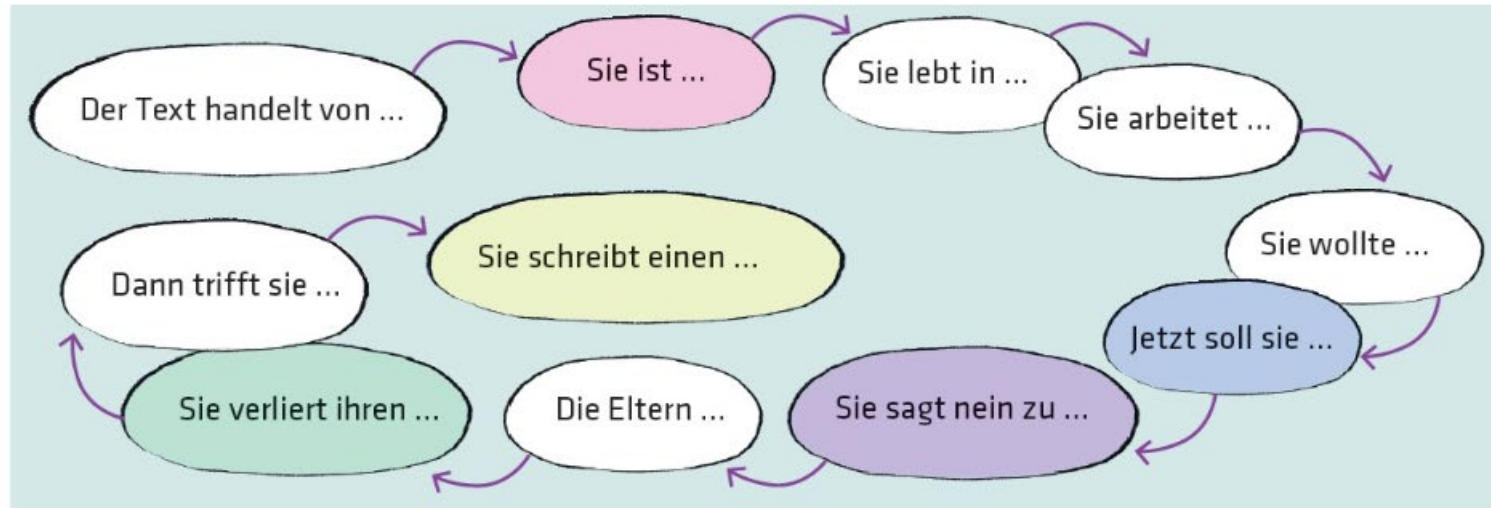 Der Text handelt von ...
Sie ist ...
Sie lebt in ...
Sie arbeitet ...
Sie wollte ...
Jetzt soll sie ...
Sie sagt nein zu ...
Die Eltern ...
Sie verliert ihren ...
Dann trifft sie ...
Sie schreibt einen ...